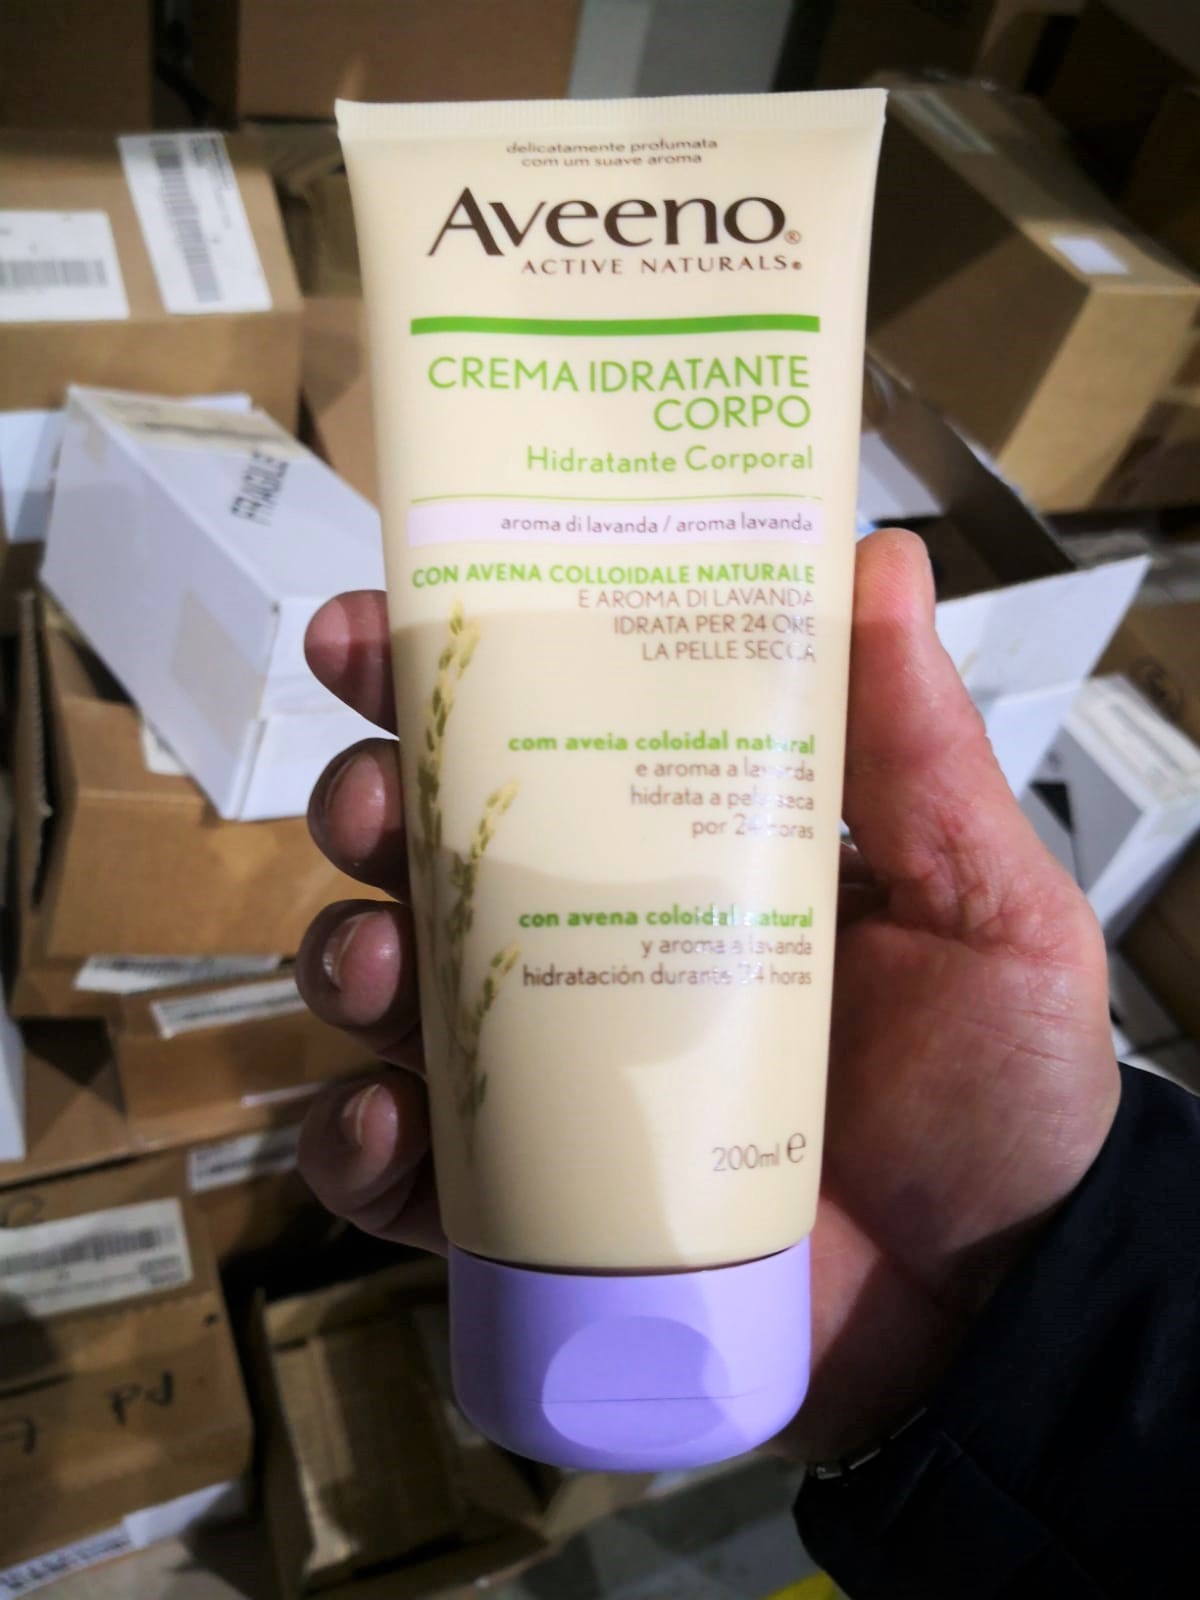 delicatamente profumata
com um suave aroma
AVEENO®
ACTIVE NATURALS®
CREMA IDRATANTE
CORPO
Hidratante Corporal
aroma di lavanda / aroma lavanda
CON AVENA COLLOIDALE NATURALE
E AROMA DI LAVANDA
IDRATA PER 24 ORE
LA PELLE SECCA
com aveia coloidal natural
e aroma a lavanda
hidrata a pele seca
por 24 horas
con avena coloidal natural
y aroma a lavanda
hidratación durante 24 horas
200ml e
FRAGILE